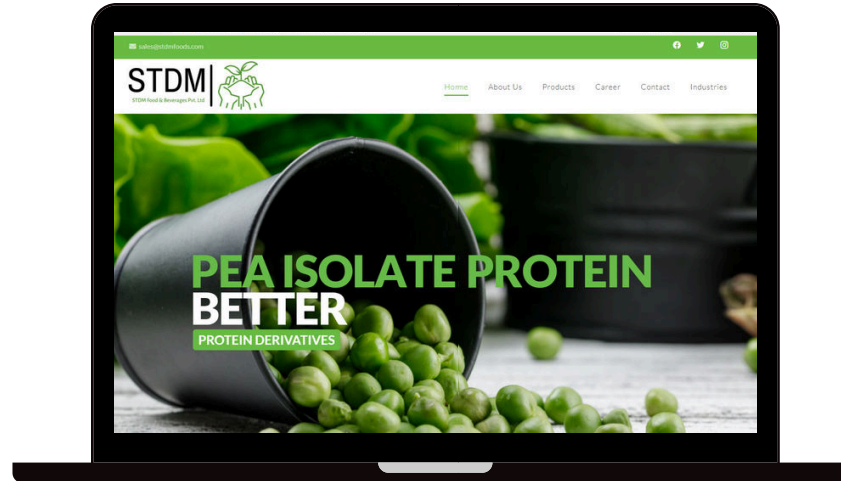 sales@stdmfoods.com
STDM
STDM Food & Beverages Pvt. Ltd
Home About Us Products Career Contact Industries
PEA ISOLATE PROTEIN
BETTER
PROTEIN DERIVATIVES